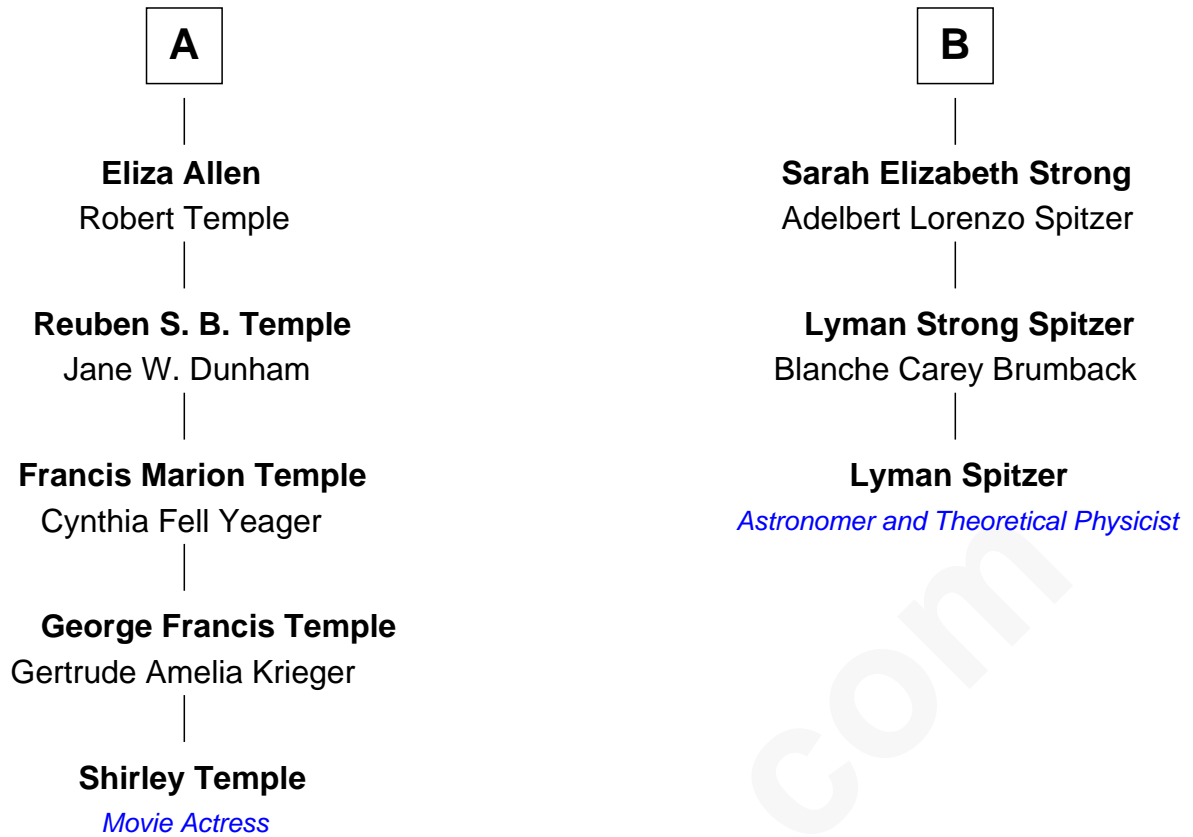 A
Eliza Allen
Robert Temple
Reuben S. B. Temple
Jane W. Dunham
Francis Marion Temple
Cynthia Fell Yeager
George Francis Temple
Gertrude Amelia Krieger
Shirley Temple
Movie Actress
B
Sarah Elizabeth Strong
Adelbert Lorenzo Spitzer
Lyman Strong Spitzer
Blanche Carey Brumback
Lyman Spitzer
Astronomer and Theoretical Physicist
com